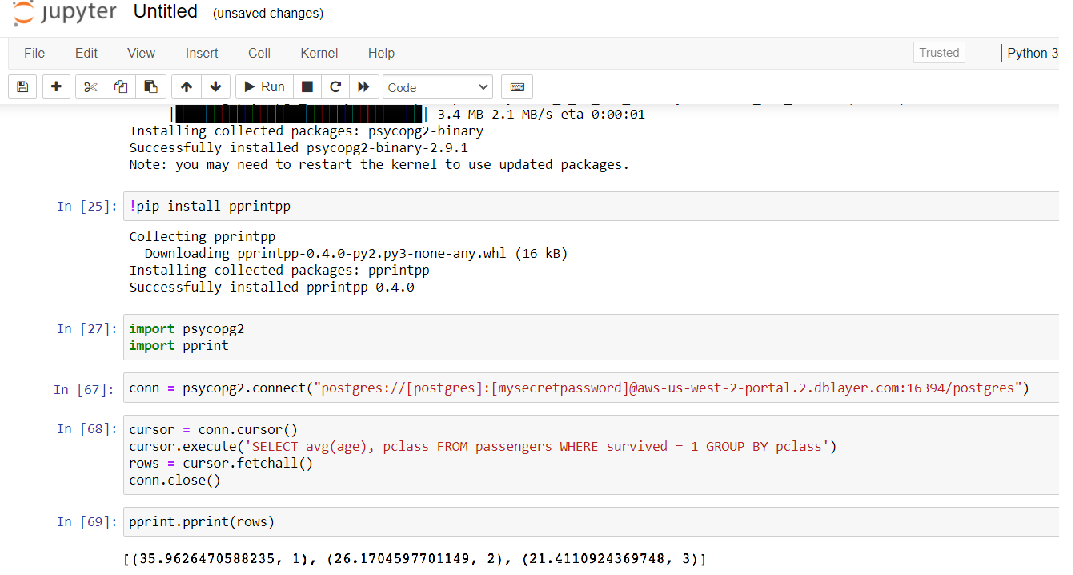 jupyter Untitled (unsaved changes)
File Edit View Insert Cell Kernel Help
Trusted
Python 3
Run
Code
3.4 MB 2.1 MB/s eta 0:00:01
Installing collected packages: psycopg2-binary
Successfully installed psycopg2-binary-2.9.1
Note: you may need to restart the kernel to use updated packages.
In [25]: !pip install pprintpp
Collecting pprintpp
Downloading pprintpp-0.4.0-py2.py3-none-any.whl (16 kB)
Installing collected packages: pprintpp
Successfully installed pprintpp 0.4.0
In [27]: import psycopg2
import pprint
In [67]: conn = psycopg2.connect("postgres://[postgres]:[mysecretpassword]@aws-us-west-2-portal.2.dblayer.com:16394/postgres")
In [68]: cursor = conn.cursor()
cursor.execute('SELECT avg(age), pclass FROM passengers WHERE survived = 1 GROUP BY pclass')
rows = cursor.fetchall()
conn.close()
In [69]: pprint.pprint(rows)
[(35.9626470588235, 1), (26.1704597701149, 2), (21.4110924369748, 3)]